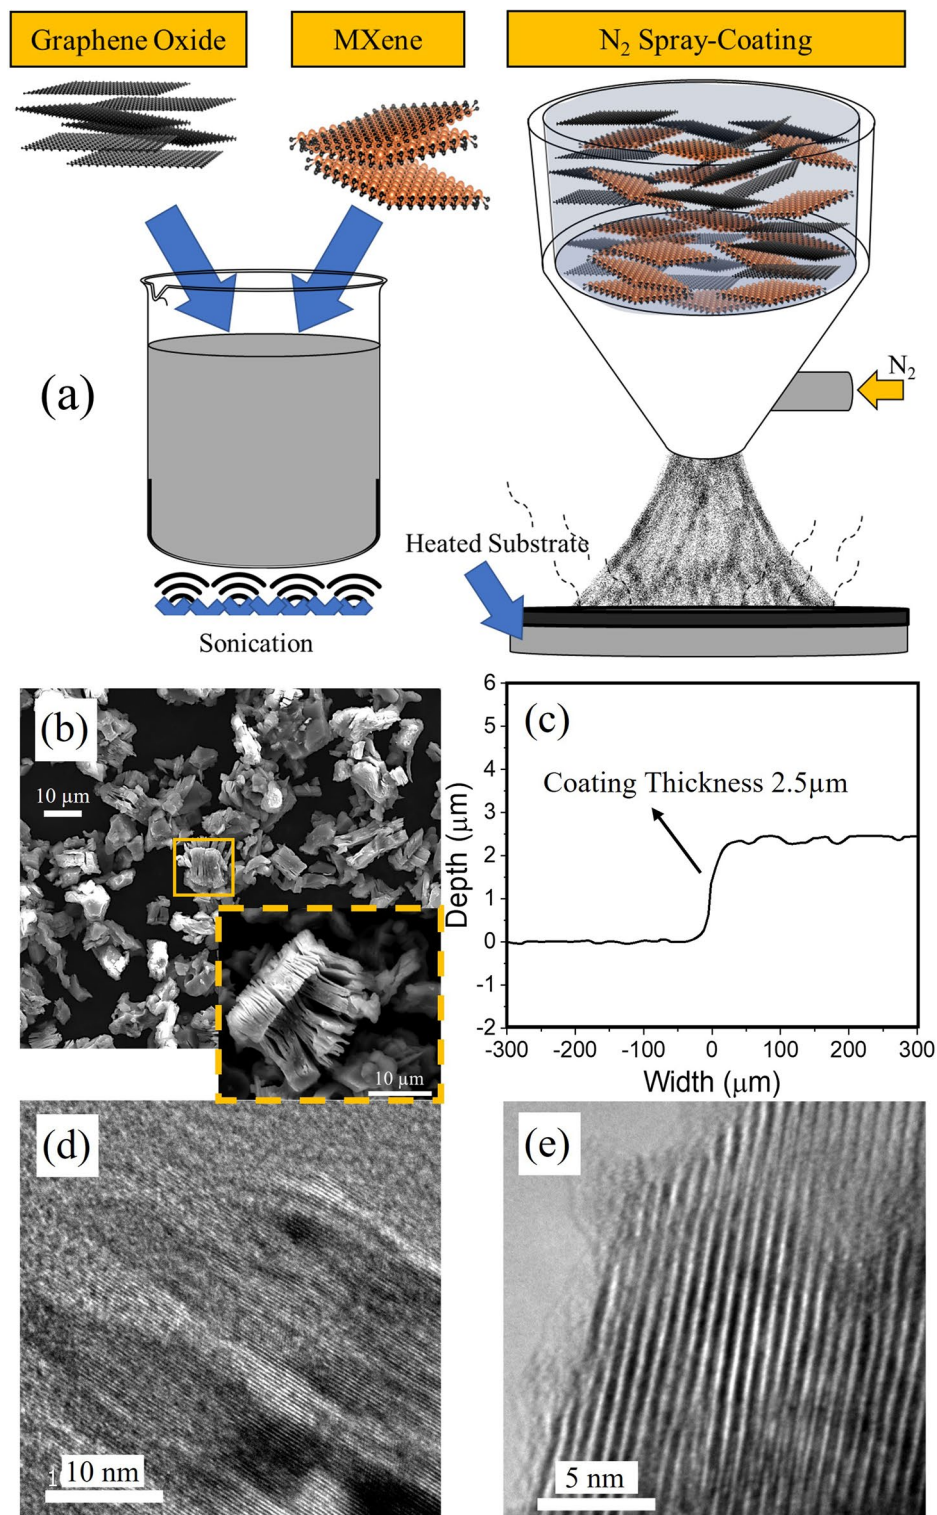 Graphene Oxide
MXene
N2 Spray-Coating
N2
(a)
Heated Substrate
Sonication
(b)
10 µm
10 µm
(c)
Coating Thickness 2.5µm
Depth (µm)
6
5
4
3
2
1
0
-1
-2
-300 -200 -100 0 100 200 300
Width (µm)
(d)
10 nm
(e)
5 nm